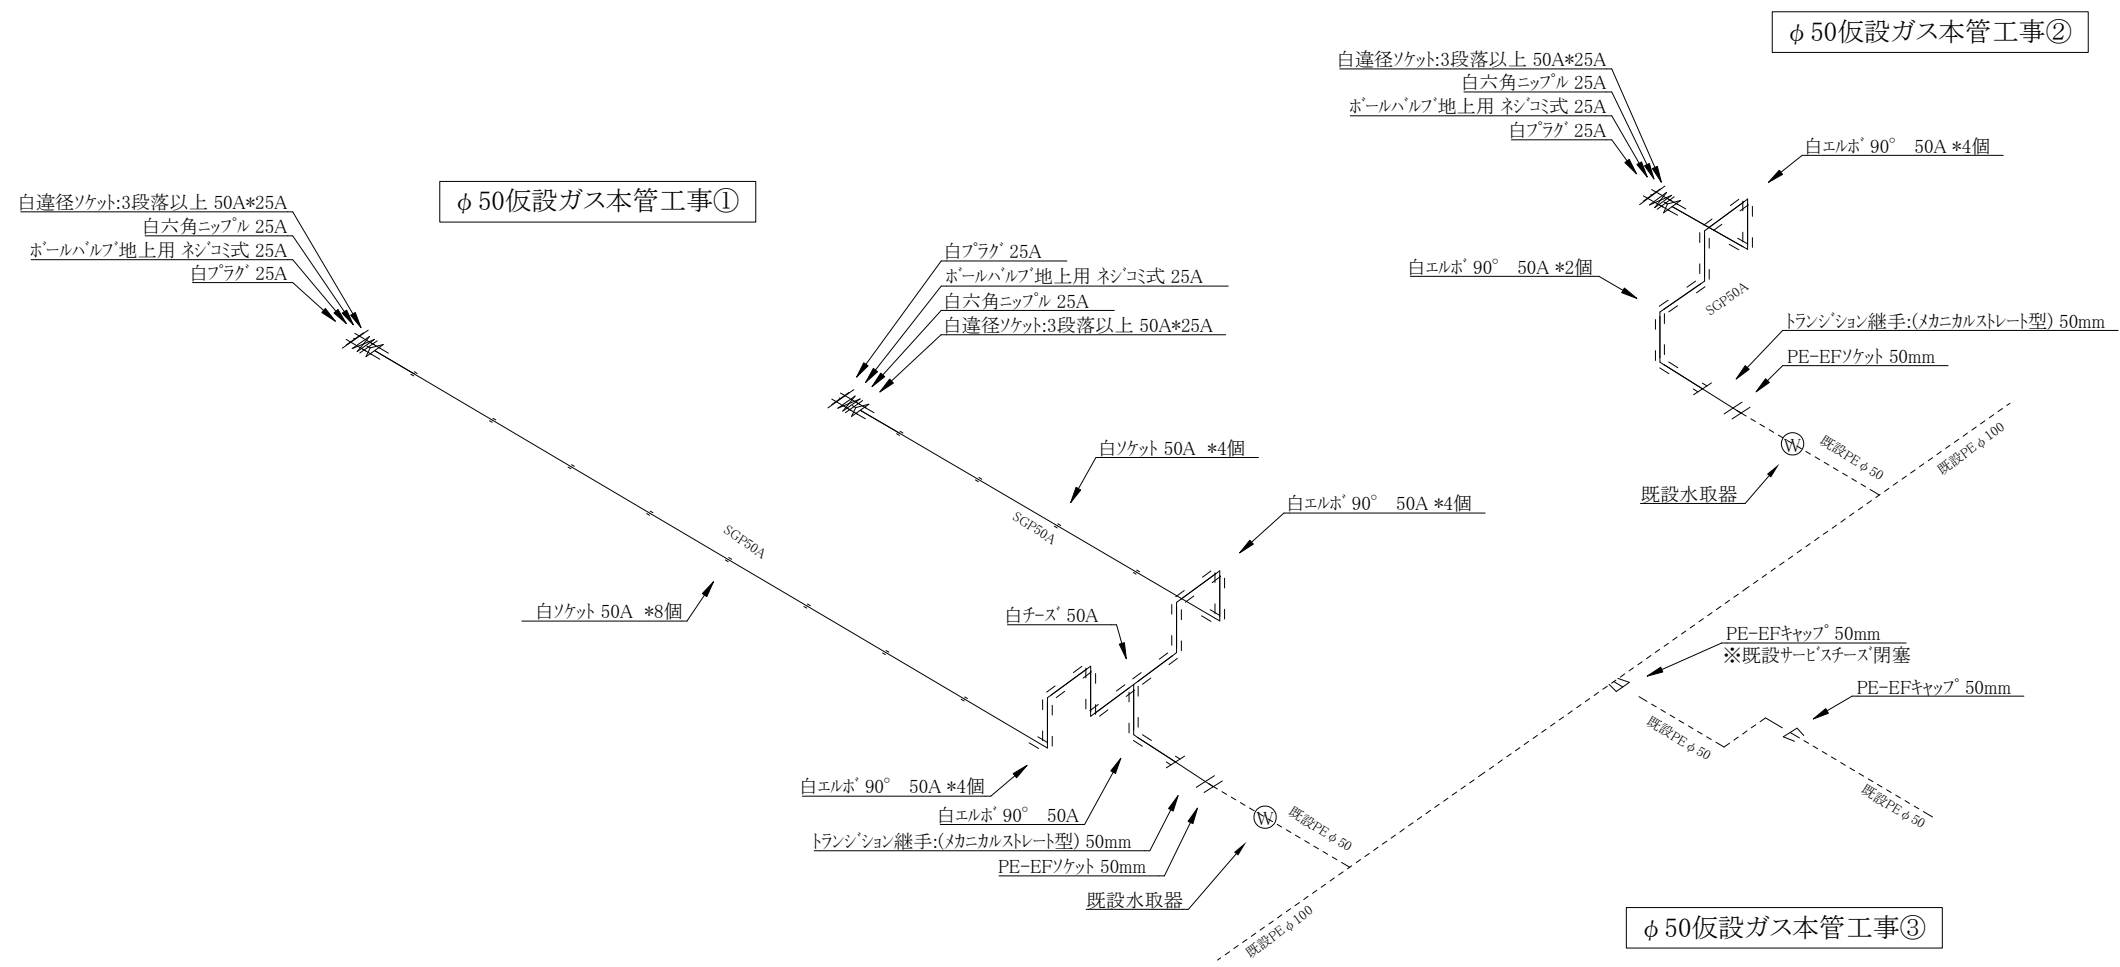 φ50仮設ガス本管工事②
白違径ソケット:3段落以上 50A*25A
白六角ニップル 25A
ボールバルブ地上用 ネジコミ式 25A
白プラグ 25A
白エルボ 90° 50A *4個
白エルボ 90° 50A *2個
SGP50A
トランジション継手:(メカニカルストレート型) 50mm
PE-EFソケット 50mm
既設PEφ50
既設PEφ100
既設水取器
W
φ50仮設ガス本管工事①
白違径ソケット:3段落以上 50A*25A
白六角ニップル 25A
ボールバルブ地上用 ネジコミ式 25A
白プラグ 25A
白プラグ 25A
ボールバルブ地上用 ネジコミ式 25A
白六角ニップル 25A
白違径ソケット:3段落以上 50A*25A
白ソケット 50A *4個
SGP50A
白エルボ 90° 50A *4個
SGP50A
白ソケット 50A *8個
白チーズ 50A
白エルボ 90° 50A *4個
白エルボ 90° 50A
トランジション継手:(メカニカルストレート型) 50mm
PE-EFソケット 50mm
既設水取器
W
既設PEφ50
既設PEφ100
PE-EFキャップ 50mm
※既設サービスチーズ閉塞
PE-EFキャップ 50mm
既設PEφ50
既設PEφ50
φ50仮設ガス本管工事③